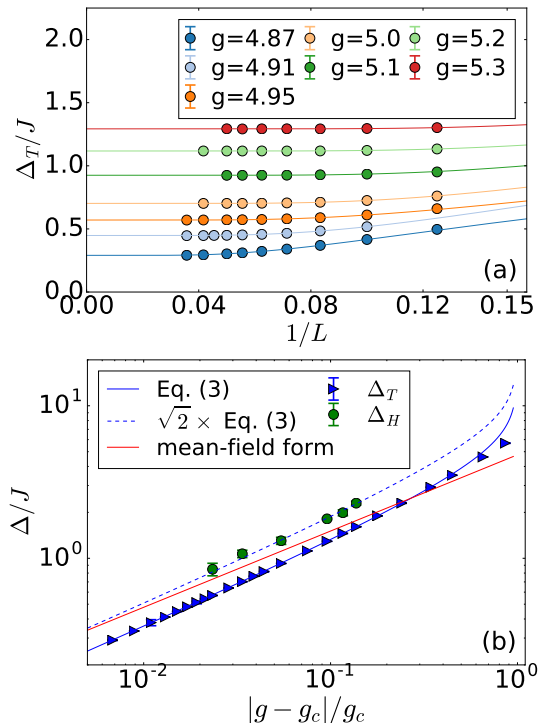 2.0
1.5
1.0
0.5
0.0
Δ_T/J
g=4.87 g=5.0 g=5.2
g=4.91 g=5.1 g=5.3
g=4.95
(a)
0.00 0.04 0.08 0.12
1/L
10^1
10^0
Δ/J
Eq. (3) Δ_T
√2 × Eq. (3) Δ_H
mean-field form
(b)
10^-2 10^-1 10^0
|g − g_c|/g_c